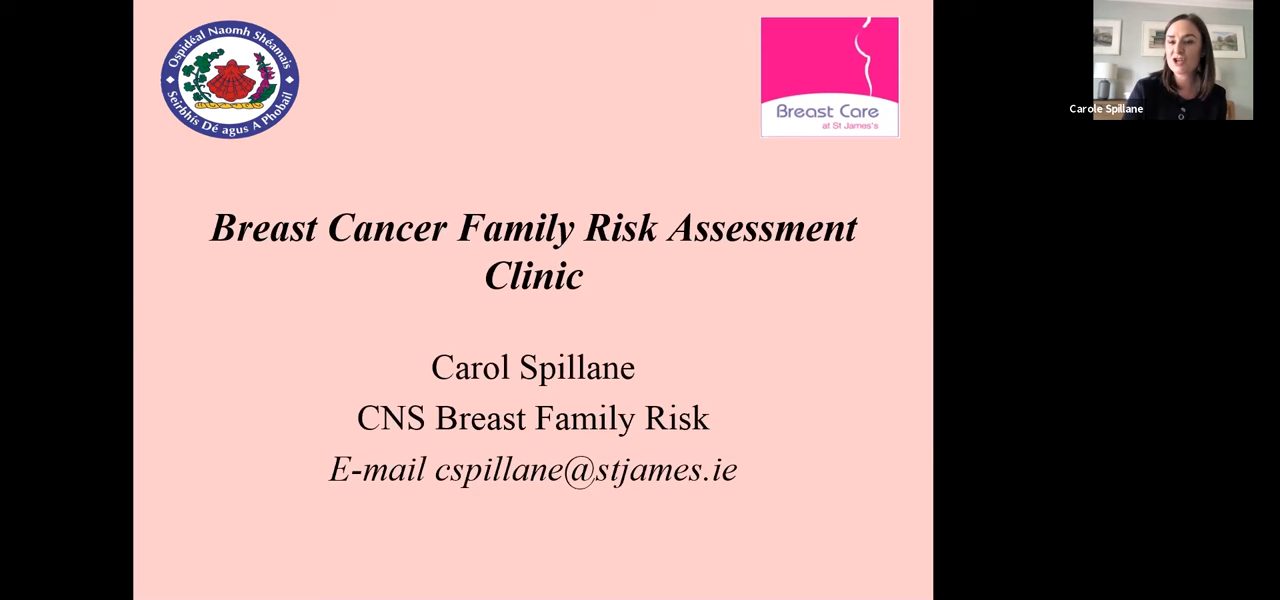 Ospidéal Naomh Shéamais
Seirbhis Dé agus A Phobail
Breast Care
at St James's
Carole Spillane
Breast Cancer Family Risk Assessment
Clinic
Carol Spillane
CNS Breast Family Risk
E-mail cspillane@stjames.ie